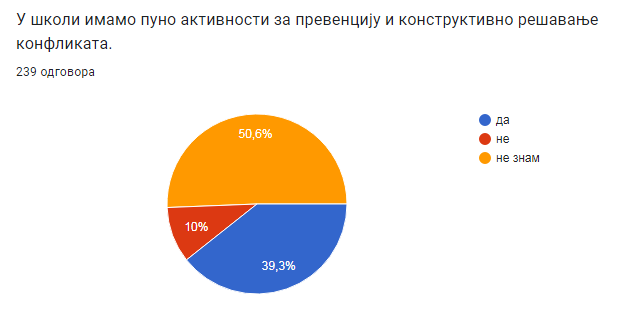 У школи имамо пуно активности за превенцију и конструктивно решавање
конфликата.
239 одговора
50,6%
10%
39,3%
да
не
не знам